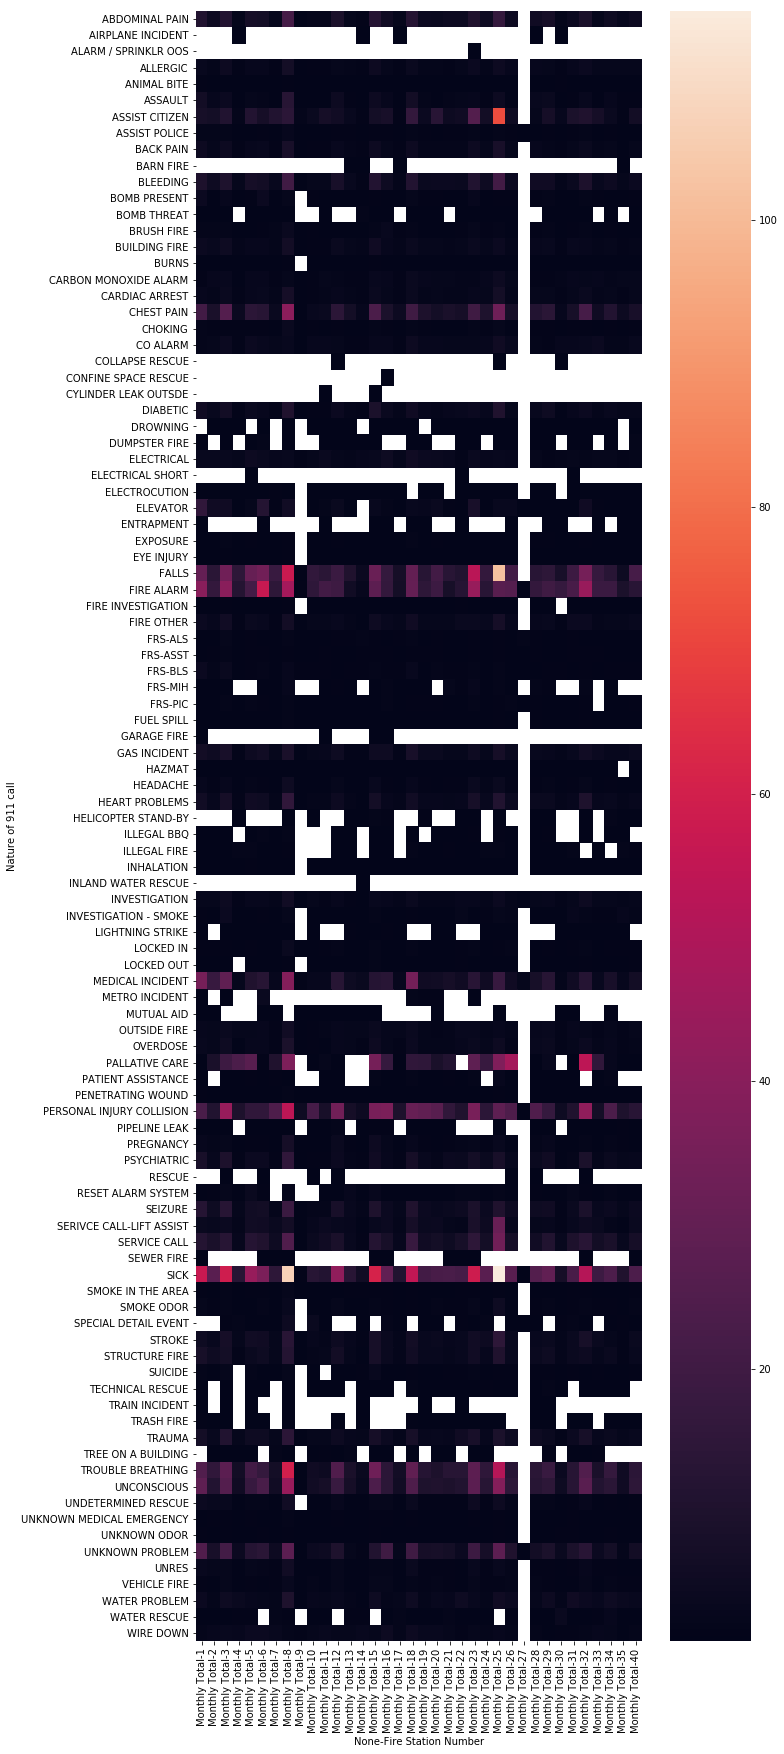 ABDOMINAL PAIN
AIRPLANE INCIDENT
ALARM / SPRINKLR OOS
ALLERGIC
ANIMAL BITE
ASSAULT
ASSIST CITIZEN
ASSIST POLICE
BACK PAIN
BARN FIRE
BLEEDING
BOMB PRESENT
BOMB THREAT
BRUSH FIRE
BUILDING FIRE
BURNS
CARBON MONOXIDE ALARM
CARDIAC ARREST
CHEST PAIN
CHOKING
CO ALARM
COLLAPSE RESCUE
CONFINE SPACE RESCUE
CYLINDER LEAK OUTSDE
DIABETIC
DROWNING
DUMPSTER FIRE
ELECTRICAL
ELECTRICAL SHORT
ELECTROCUTION
ELEVATOR
ENTRAPMENT
EXPOSURE
EYE INJURY
FALLS
FIRE ALARM
FIRE INVESTIGATION
FIRE OTHER
FRS-ALS
FRS-ASST
FRS-BLS
FRS-MIH
FRS-PIC
FUEL SPILL
GARAGE FIRE
GAS INCIDENT
HAZMAT
HEADACHE
HEART PROBLEMS
HELICOPTER STAND-BY
ILLEGAL BBQ
ILLEGAL FIRE
INHALATION
INLAND WATER RESCUE
INVESTIGATION
INVESTIGATION - SMOKE
LIGHTNING STRIKE
LOCKED IN
LOCKED OUT
MEDICAL INCIDENT
METRO INCIDENT
MUTUAL AID
OUTSIDE FIRE
OVERDOSE
PALLATIVE CARE
PATIENT ASSISTANCE
PENETRATING WOUND
PERSONAL INJURY COLLISION
PIPELINE LEAK
PREGNANCY
PSYCHIATRIC
RESCUE
RESET ALARM SYSTEM
SEIZURE
SERIVCE CALL-LIFT ASSIST
SERVICE CALL
SEWER FIRE
SICK
SMOKE IN THE AREA
SMOKE ODOR
SPECIAL DETAIL EVENT
STROKE
STRUCTURE FIRE
SUICIDE
TECHNICAL RESCUE
TRAIN INCIDENT
TRASH FIRE
TRAUMA
TREE ON A BUILDING
TROUBLE BREATHING
UNCONSCIOUS
UNDETERMINED RESCUE
UNKNOWN MEDICAL EMERGENCY
UNKNOWN ODOR
UNKNOWN PROBLEM
UNRES
VEHICLE FIRE
WATER PROBLEM
WATER RESCUE
WIRE DOWN
Nature of 911 call
Monthly Total-1
Monthly Total-2
Monthly Total-3
Monthly Total-4
Monthly Total-5
Monthly Total-6
Monthly Total-7
Monthly Total-8
Monthly Total-9
Monthly Total-10
Monthly Total-11
Monthly Total-12
Monthly Total-13
Monthly Total-14
Monthly Total-15
Monthly Total-16
Monthly Total-17
Monthly Total-18
Monthly Total-19
Monthly Total-20
Monthly Total-21
Monthly Total-22
Monthly Total-23
Monthly Total-24
Monthly Total-25
Monthly Total-26
Monthly Total-27
Monthly Total-28
Monthly Total-29
Monthly Total-30
Monthly Total-31
Monthly Total-32
Monthly Total-33
Monthly Total-34
Monthly Total-35
Monthly Total-40
None-Fire Station Number
100
80
60
40
20